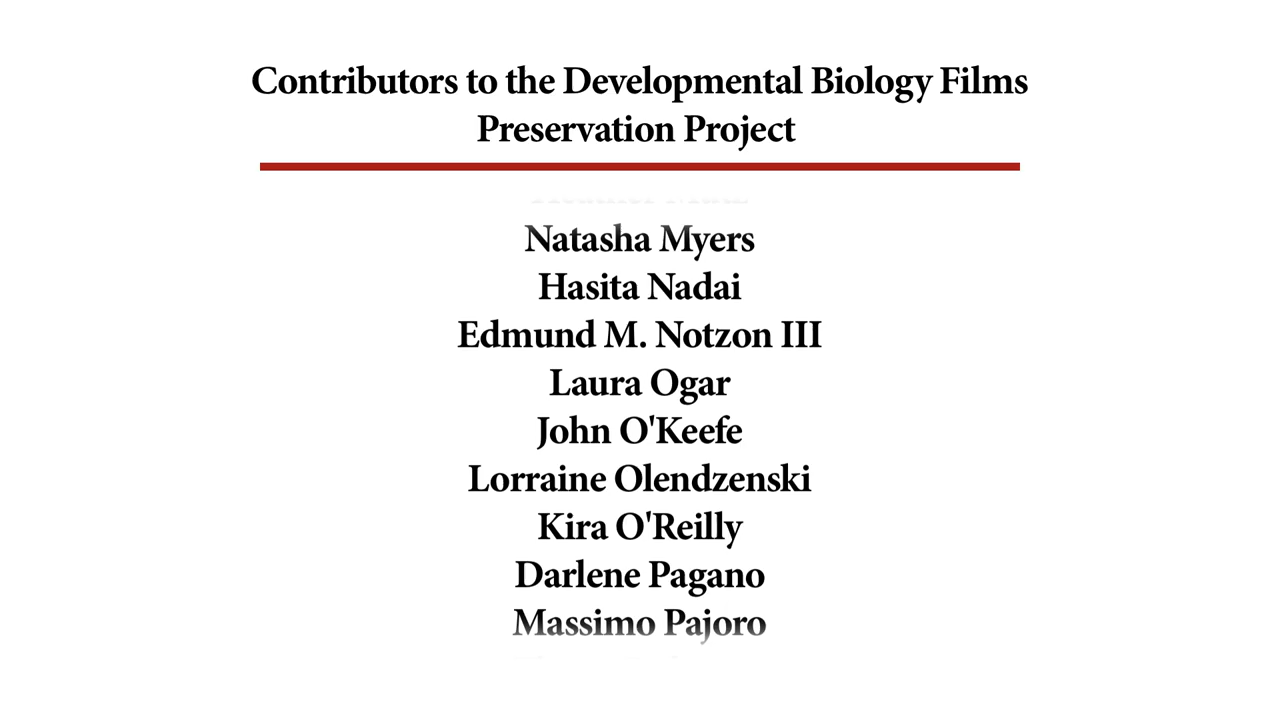 Contributors to the Developmental Biology Films
Preservation Project
Natasha Myers
Hasita Nadai
Edmund M. Notzon III
Laura Ogar
John O'Keefe
Lorraine Olendzenski
Kira O'Reilly
Darlene Pagano
Massimo Pajoro